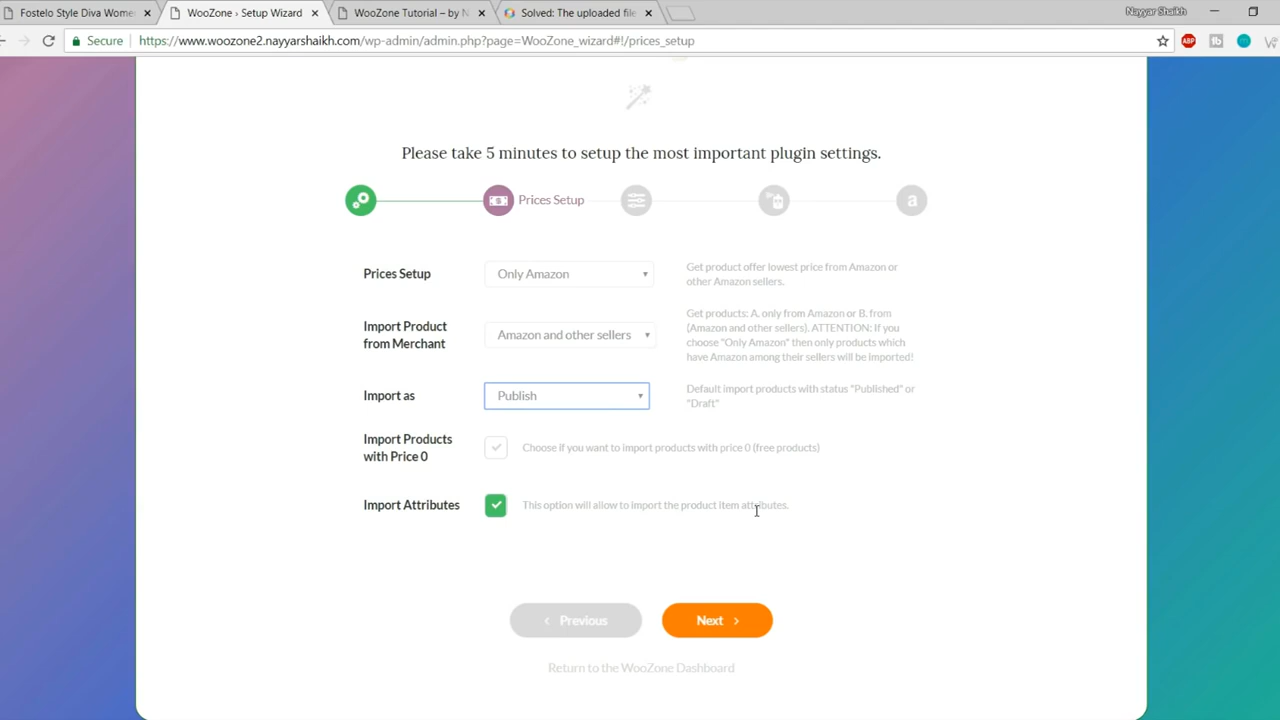 Fostelo Style Diva Wome
WooZone › Setup Wizard
WooZone Tutorial – by N
Solved: The uploaded file
Nayyar Shaikh
Secure
https://www.woozone2.nayyarshaikh.com/wp-admin/admin.php?page=WooZone_wizard#!/prices_setup
ABP
Please take 5 minutes to setup the most important plugin settings.
Prices Setup
a
Prices Setup
Only Amazon
Get product offer lowest price from Amazon or
other Amazon sellers.
Import Product
from Merchant
Amazon and other sellers
Get products: A. only from Amazon or B. from
(Amazon and other sellers). ATTENTION: If you
choose "Only Amazon" then only products which
have Amazon among their sellers will be imported!
Import as
Publish
Default import products with status "Published" or
"Draft"
Import Products
with Price 0
Choose if you want to import products with price 0 (free products)
Import Attributes
This option will allow to import the product item attributes.
‹ Previous
Next ›
Return to the WooZone Dashboard